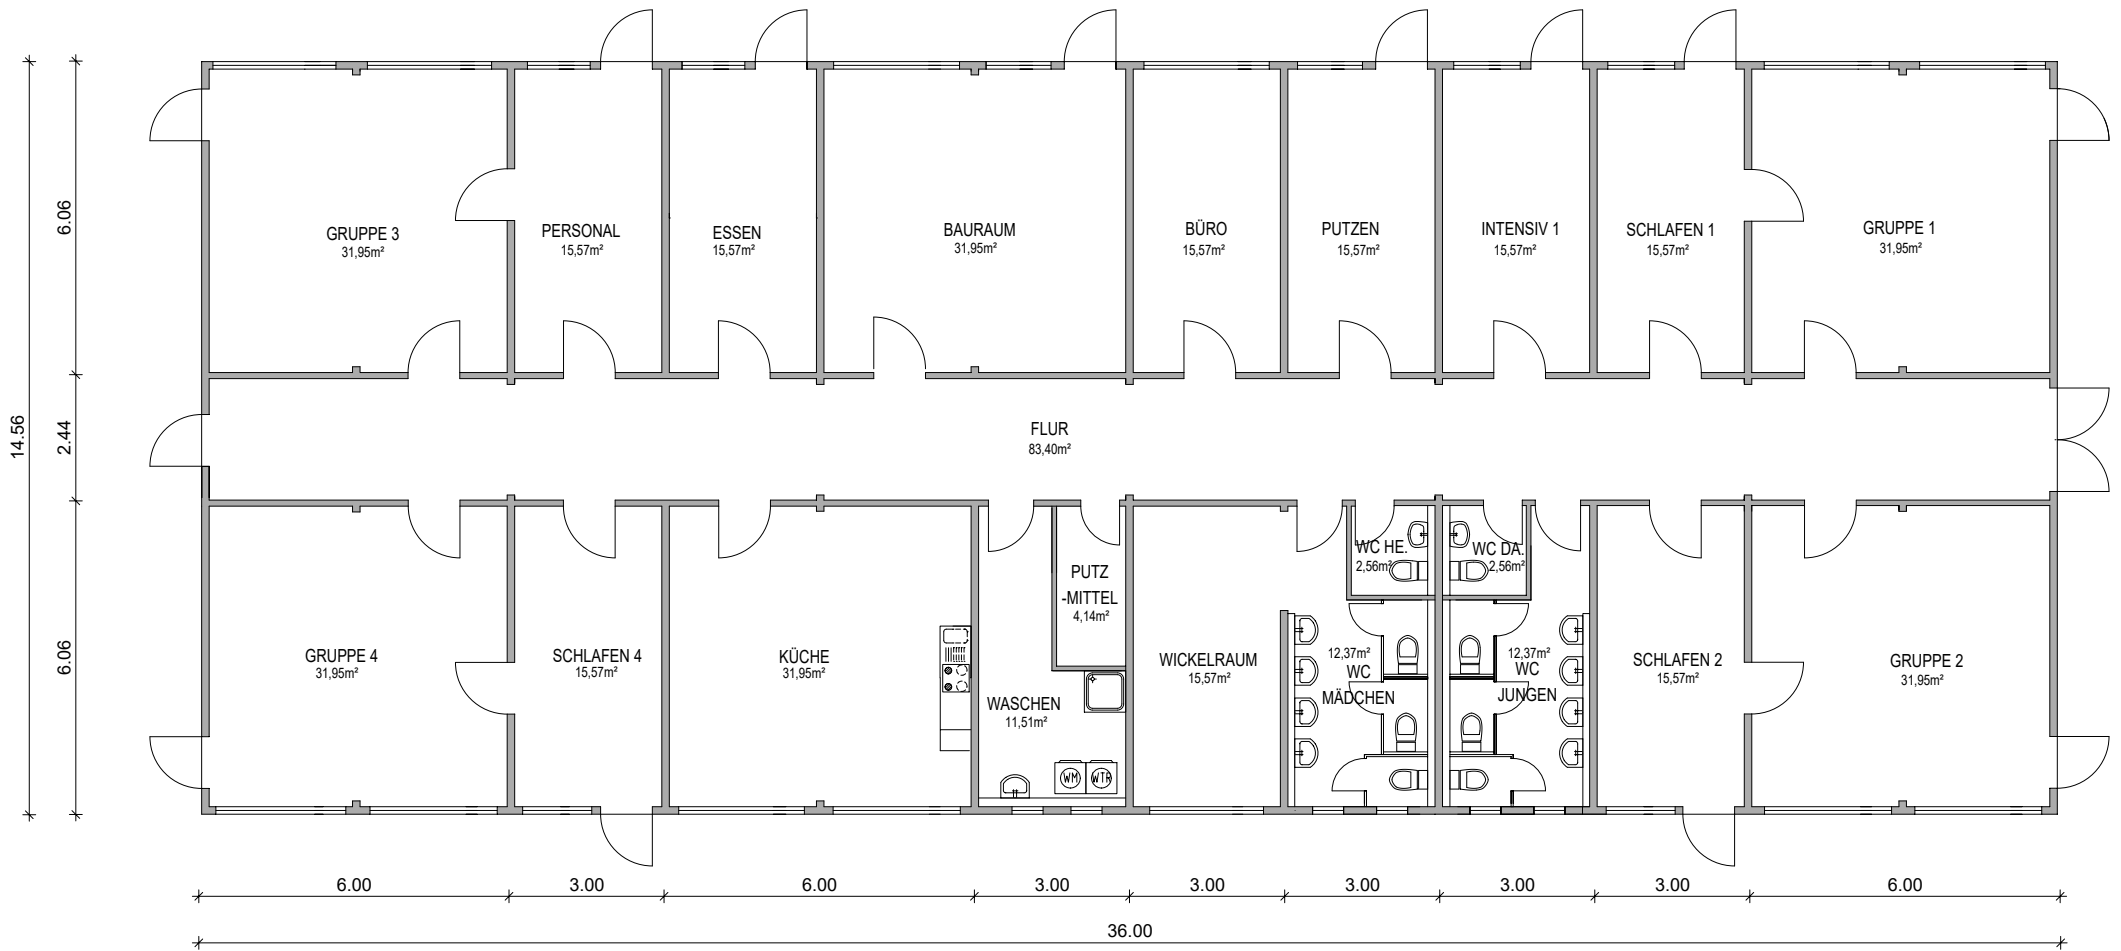 GRUPPE 3
31,95m²
PERSONAL
15,57m²
ESSEN
15,57m²
BAURAUM
31,95m²
BÜRO
15,57m²
PUTZEN
15,57m²
INTENSIV 1
15,57m²
SCHLAFEN 1
15,57m²
GRUPPE 1
31,95m²
6.06
2.44
14.56
6.06
FLUR
83,40m²
GRUPPE 4
31,95m²
SCHLAFEN 4
15,57m²
KÜCHE
31,95m²
WASCHEN
11,51m²
PUTZ
-MITTEL
4,14m²
WM
WTR
WICKELRAUM
15,57m²
WC HE.
2,56m²
WC DA.
2,56m²
12,37m²
WC
MÄDCHEN
12,37m²
WC
JUNGEN
SCHLAFEN 2
15,57m²
GRUPPE 2
31,95m²
6.00 3.00 6.00 3.00 3.00 3.00 3.00 3.00 6.00
36.00